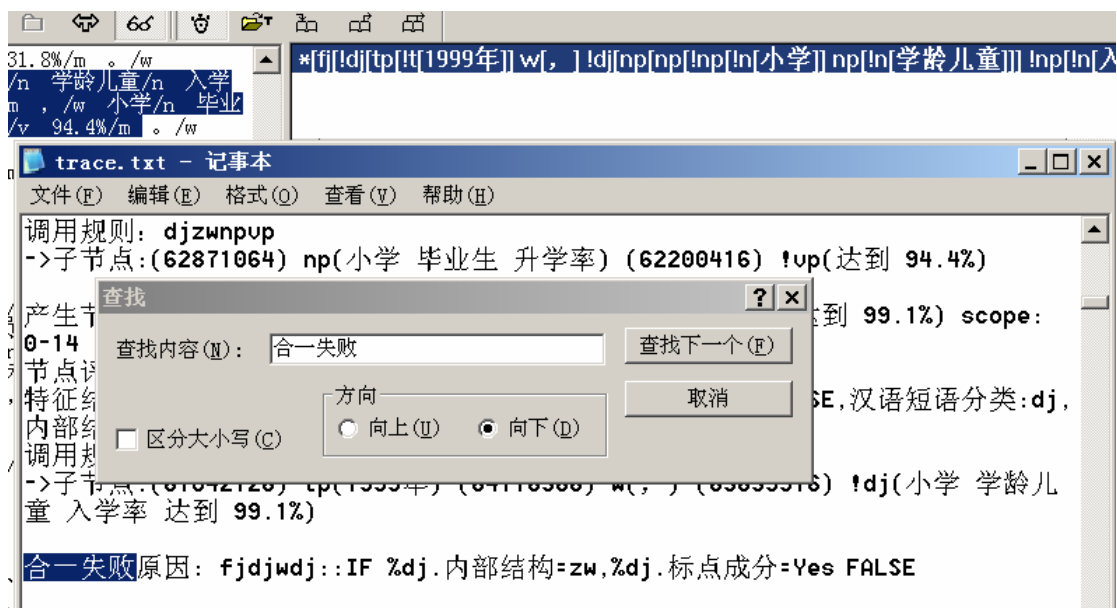 31.8%/m 。 /w
/n 学龄儿童/n 入学
m ，/w 小学/n 毕业
/v 94.4%/m 。 /w
*[fj[!dj[tp[!t[1999年]] w[， ] !dj[np[np[!np[!n[小学]] np[!n[学龄儿童]]] !np[!n[入
trace.txt - 记事本
文件(F) 编辑(E) 格式(O) 查看(V) 帮助(H)
调用规则: djzwnpvp
->子节点:(62871064) np(小学 毕业生 升学率) (62200416) !vp(达到 94.4%)
产生节
到 99.1%) scope:
0-14
节点评
特征结
SE,汉语短语分类:dj,
内部结
调用规
查找
查找内容(N): 合一失败
查找下一个(F)
取消
方向
向上(U) 向下(D)
区分大小写(C)
!dj(小学 学龄儿
童 入学率 达到 99.1%)
合一失败原因: fjdjwdj::IF %dj.内部结构=zw,%dj.标点成分=Yes FALSE